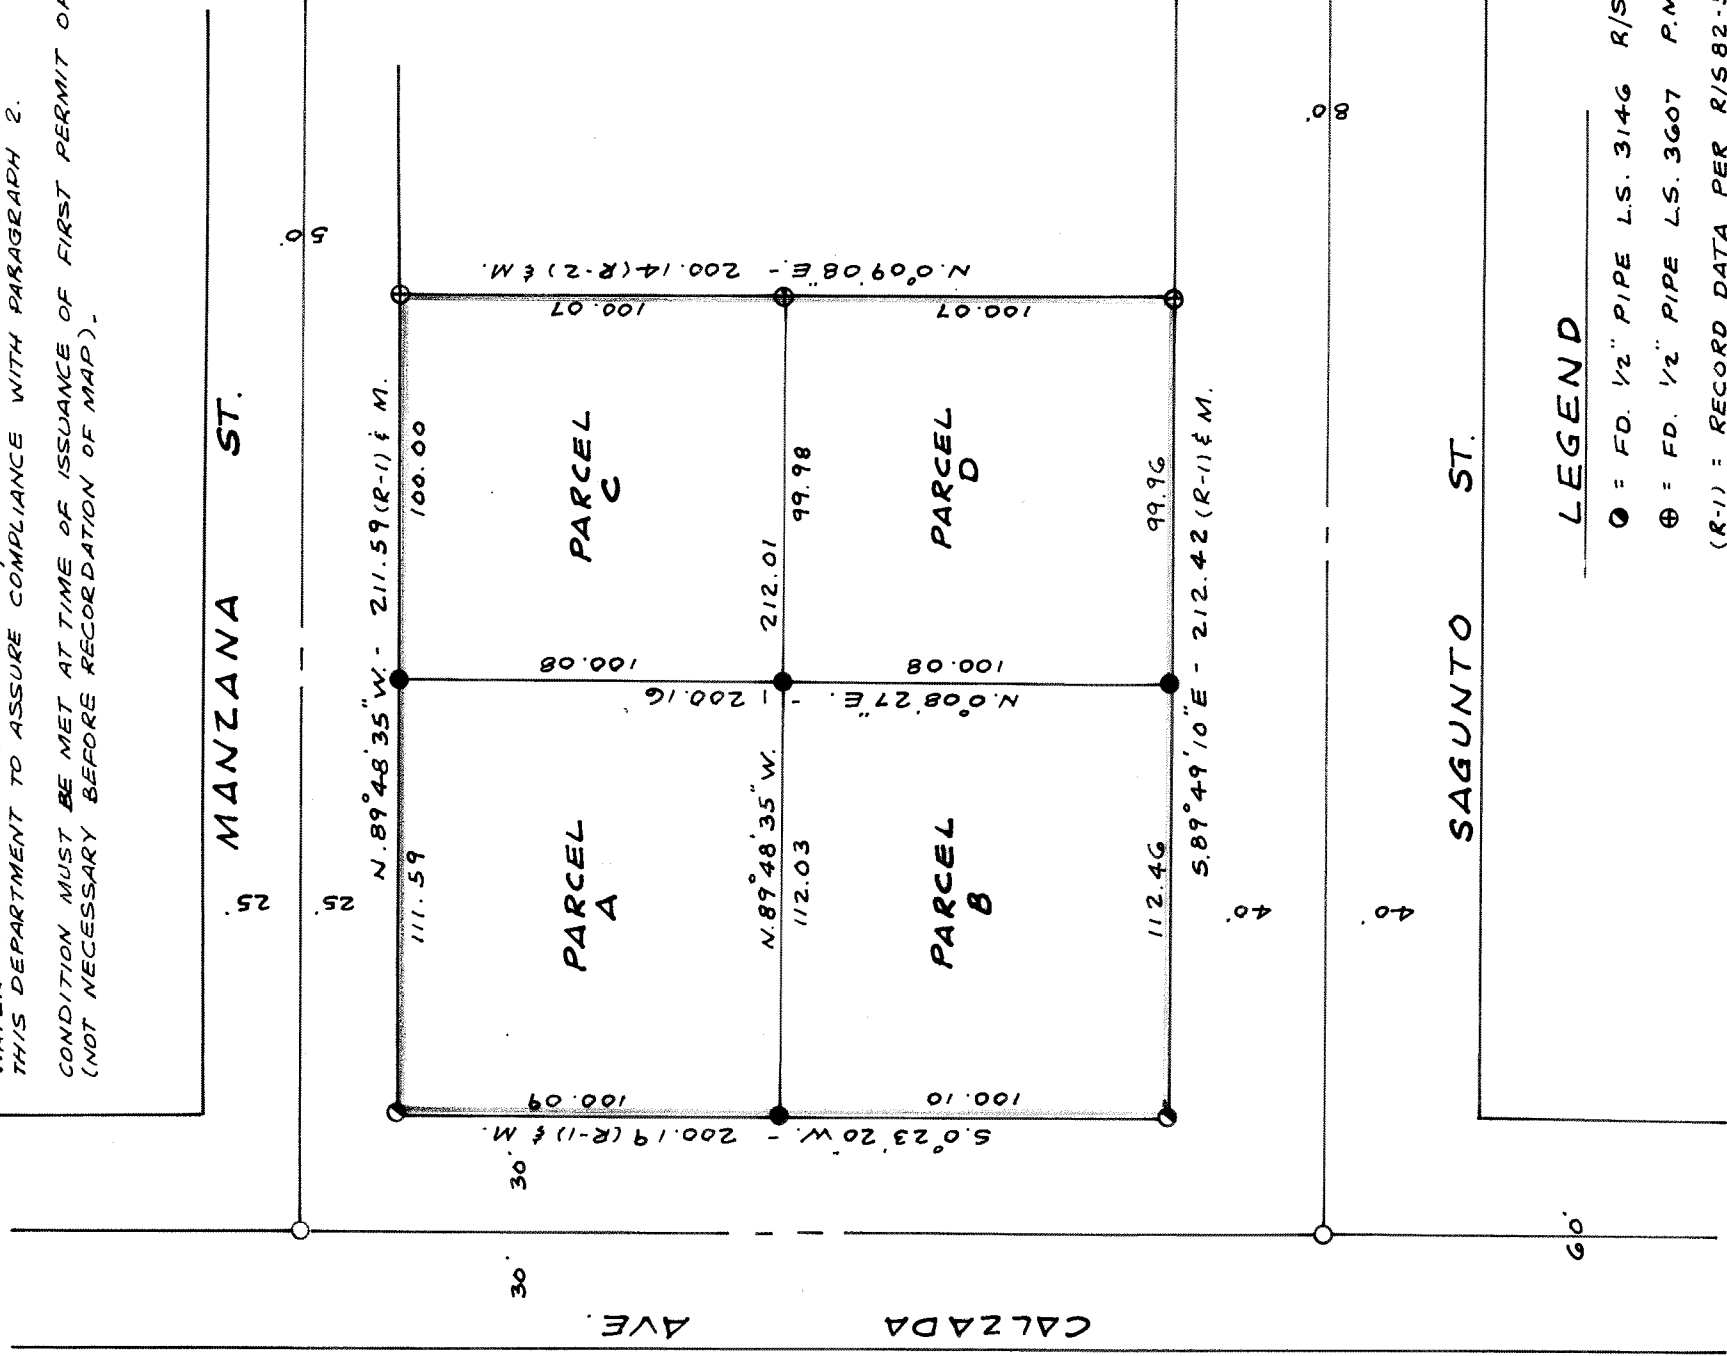 THIS DEPARTMENT TO ASSURE COMPLIANCE WITH PARAGRAPH 2.
CONDITION MUST BE MET AT TIME OF ISSUANCE OF FIRST PERMIT
(NOT NECESSARY BEFORE RECORDATION OF MAP).
MANZANA ST.
25'
25'
50'
N.89°48'35"W. - 211.59 (R-1) & M.
111.59
100.00
PARCEL
A
PARCEL
C
S.0°23'20"W. - 200.19 (R-1) & M.
100.09
100.10
N.0°08'27"E. - 200.16
100.08
100.08
N.0°09'08"E. - 200.14 (R-2) & M.
100.07
100.07
N.89°48'35"W.
212.01
112.03
99.98
PARCEL
B
PARCEL
D
112.46
99.96
S.89°49'10"E - 212.42 (R-1) & M.
40'
40'
80'
SAGUNTO ST.
30'
30'
60'
CALZADA AVE.
LEGEND
= FD. 1/2" PIPE L.S. 3146 R/S
= FD. 1/2" PIPE L.S. 3607 P.M
(R-1) = RECORD DATA PER R/S 82-